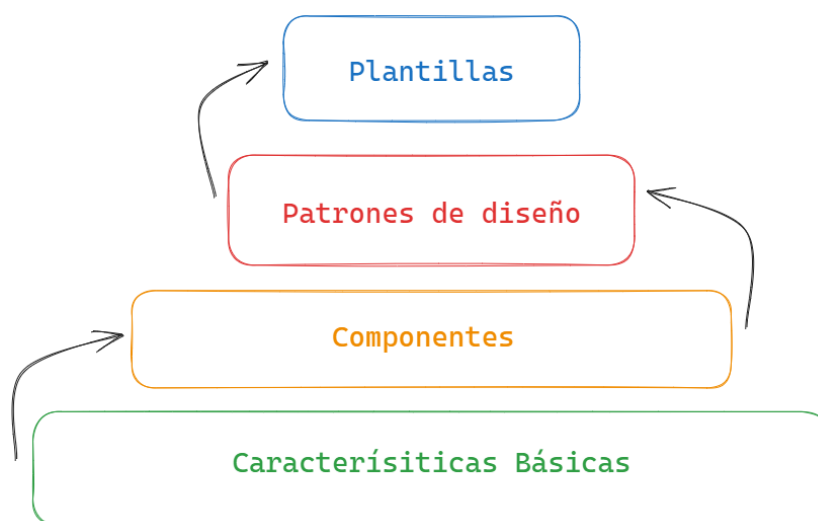 Plantillas
Patrones de diseño
Componentes
Caracterísiticas Básicas